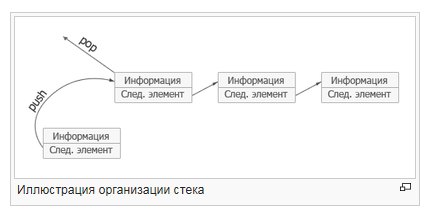 pop
push
Информация
След. элемент
Информация
След. элемент
Информация
След. элемент
Информация
След. элемент
Иллюстрация организации стека